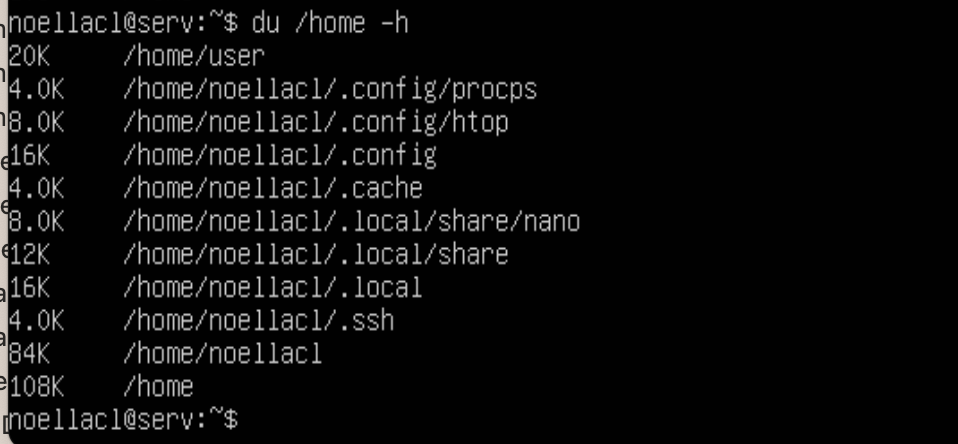 noellacl@serv:~$ du /home -h
20K /home/user
4.0K /home/noellacl/.config/procps
8.0K /home/noellacl/.config/htop
16K /home/noellacl/.config
4.0K /home/noellacl/.cache
8.0K /home/noellacl/.local/share/nano
12K /home/noellacl/.local/share
16K /home/noellacl/.local
4.0K /home/noellacl/.ssh
84K /home/noellacl
108K /home
noellacl@serv:~$